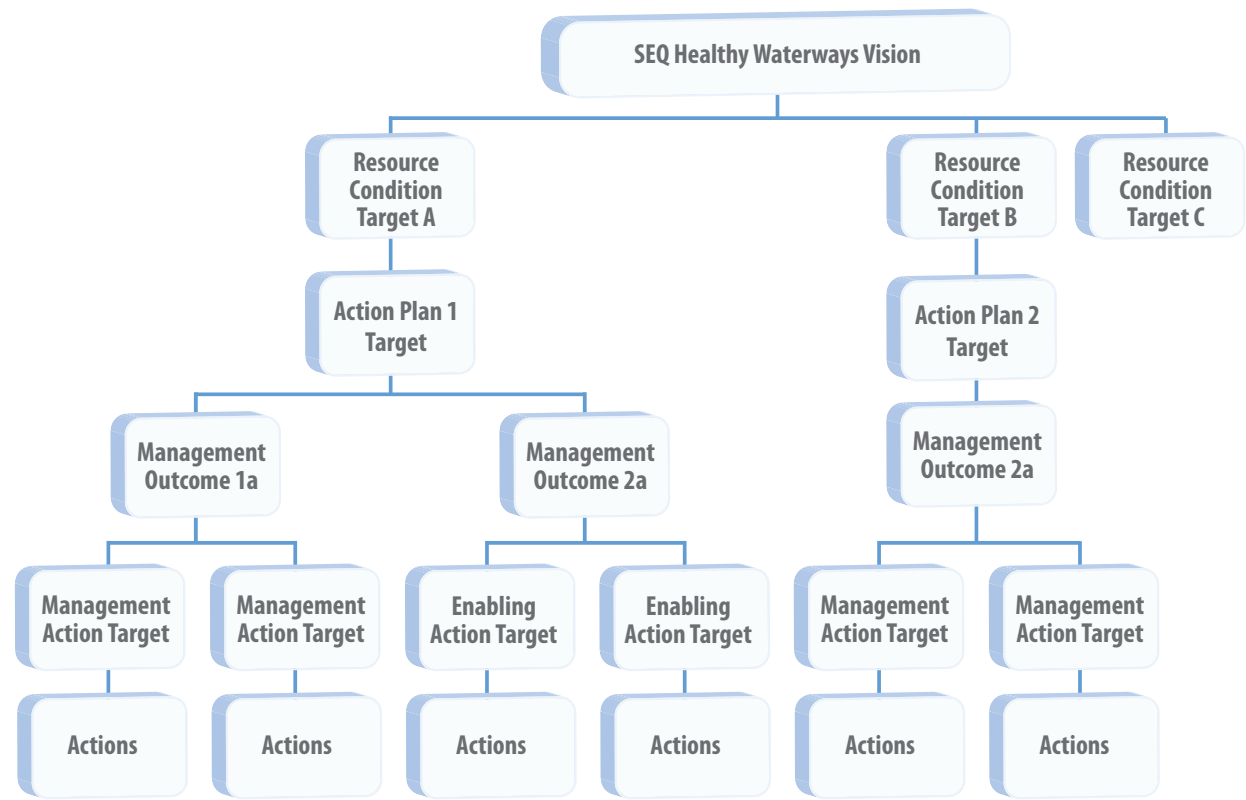 SEQ Healthy Waterways Vision
Resource
Condition
Target A
Resource
Condition
Target B
Resource
Condition
Target C
Action Plan 1
Target
Action Plan 2
Target
Management
Outcome 1a
Management
Outcome 2a
Management
Outcome 2a
Management
Action Target
Management
Action Target
Enabling
Action Target
Enabling
Action Target
Management
Action Target
Management
Action Target
Actions
Actions
Actions
Actions
Actions
Actions